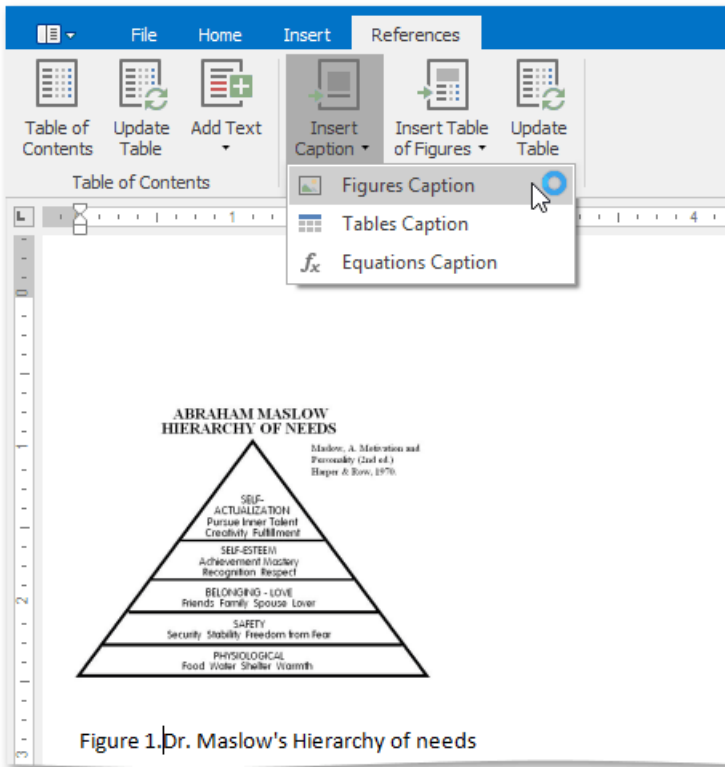 File Home Insert References
Table of Contents
Update Table
Add Text
Insert Caption
Insert Table of Figures
Update Table
Table of Contents
Figures Caption
Tables Caption
fx Equations Caption
L
1 4
ABRAHAM MASLOW
HIERARCHY OF NEEDS
Maslow, A. Motivation and
Personality (2nd ed.)
Harper & Row, 1970.
SELF-
ACTUALIZATION
Pursue Inner Talent
Creativity Fulfillment
SELF-ESTEEM
Achievement Mastery
Recognition Respect
BELONGING - LOVE
Friends Family Spouse Lover
SAFETY
Security Stability Freedom from Fear
PHYSIOLOGICAL
Food Water Shelter Warmth
0
1
2
3
Figure 1.Dr. Maslow's Hierarchy of needs